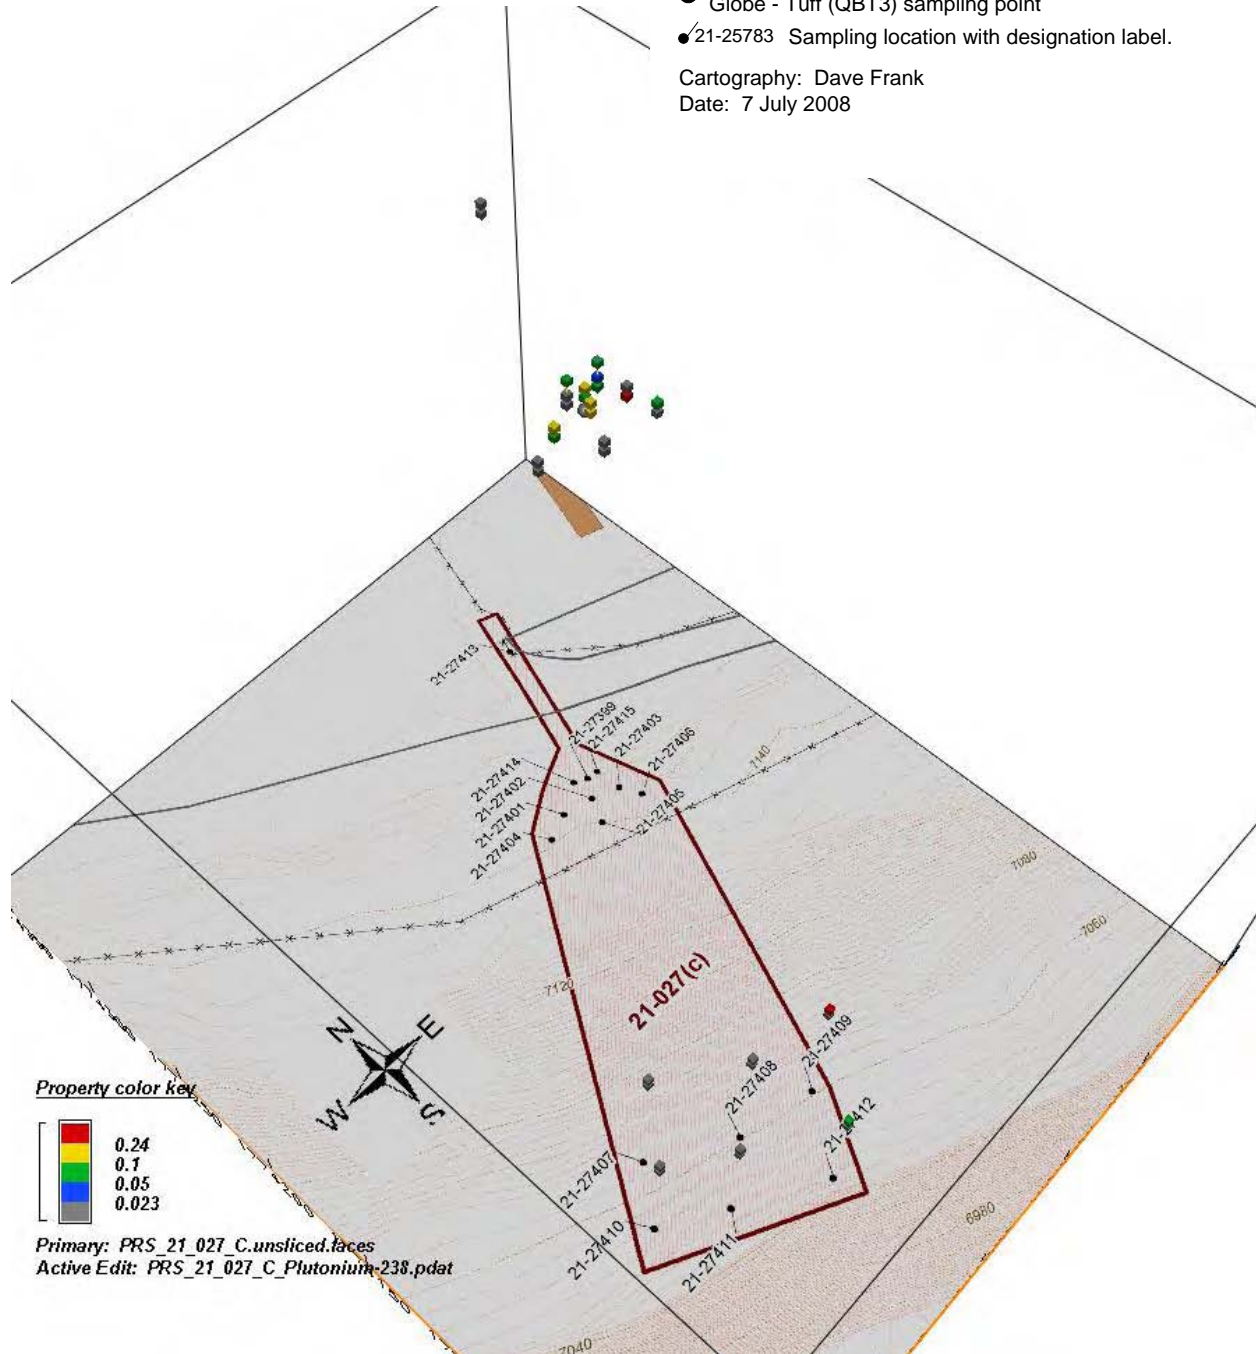 Globe - Tuff (QBT3) sampling point
21-25783 Sampling location with designation label.
Cartography: Dave Frank
Date: 7 July 2008
21-27413
21-27399
21-27415
21-27403
21-27406
21-27414
21-27402
21-27401
21-27404
21-27405
7140
7080
7060
7120
21-027(c)
N
E
W
S
21-27409
21-27408
21-27412
21-27407
21-27410
21-27411
6980
7040
Property color key
0.24
0.1
0.05
0.023
Primary: PRS_21_027_C.unsliced.faces
Active Edit: PRS_21_027_C_Plutonium-238.pdat